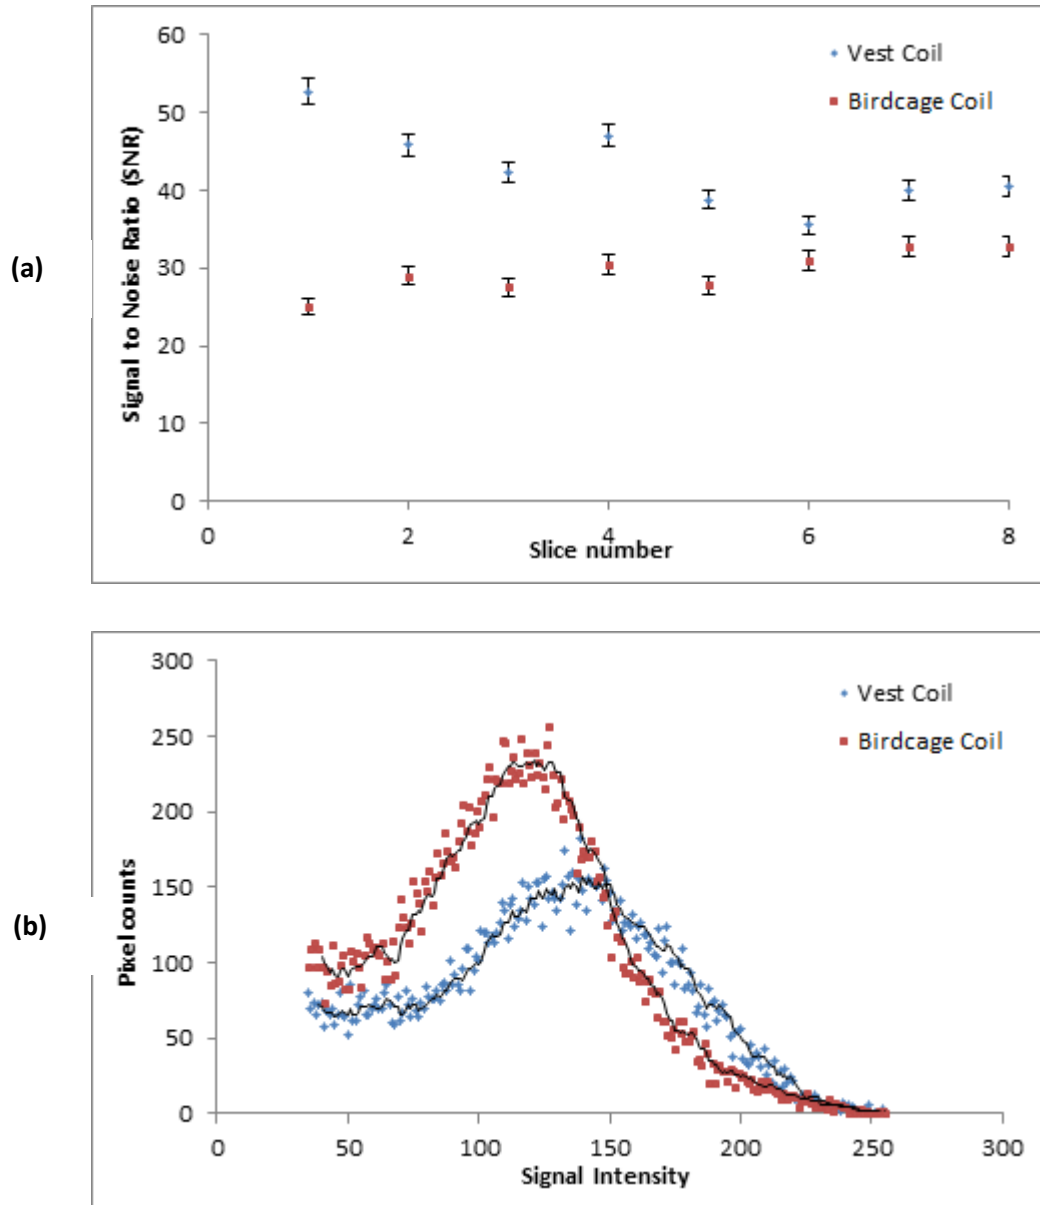 (a)
Signal to Noise Ratio (SNR)
60
50
40
30
20
10
0
0 2 4 6 8
Slice number
Vest Coil
Birdcage Coil
(b)
Pixel counts
300
250
200
150
100
50
0
0 50 100 150 200 250 300
Signal Intensity
Vest Coil
Birdcage Coil